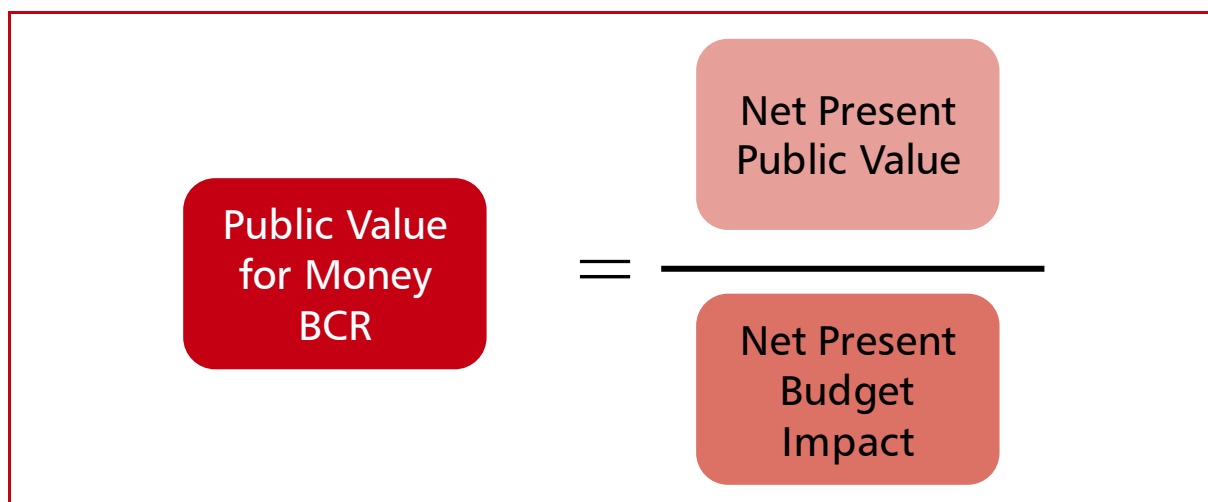 Public Value
for Money
BCR
=
Net Present
Public Value
Net Present
Budget
Impact